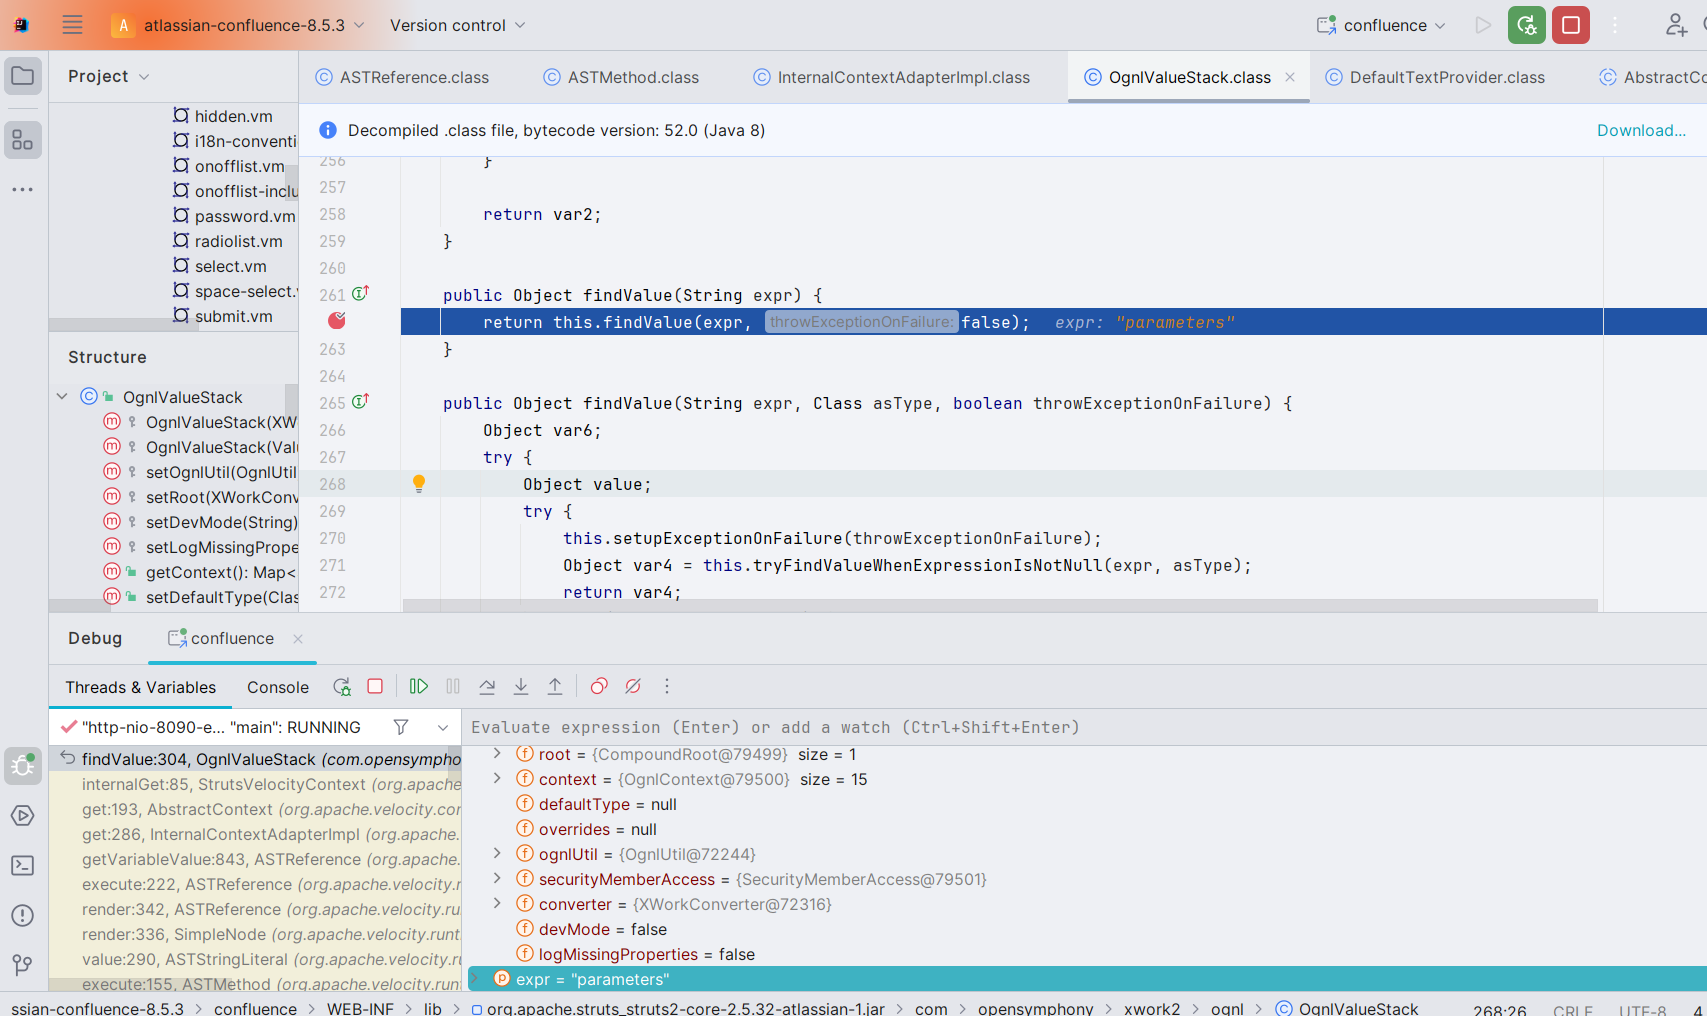 A atlassian-confluence-8.5.3 Version control confluence
Project
hidden.vm
i18n-conventi
onofflist.vm
onofflist-inclu
password.vm
radiolist.vm
select.vm
space-select.
submit.vm
Structure
OgnlValueStack
OgnlValueStack(XW
OgnlValueStack(Val
setOgnlUtil(OgnlUtil
setRoot(XWorkConv
setDevMode(String)
setLogMissingPrope
getContext(): Map<
setDefaultType(Clas
ASTReference.class ASTMethod.class InternalContextAdapterImpl.class OgnlValueStack.class DefaultTextProvider.class AbstractCo
Decompiled .class file, bytecode version: 52.0 (Java 8) Download...
256 }
257
258 return var2;
259 }
260
261 public Object findValue(String expr) {
return this.findValue(expr, throwExceptionOnFailure: false); expr: "parameters"
263 }
264
265 public Object findValue(String expr, Class asType, boolean throwExceptionOnFailure) {
266 Object var6;
267 try {
268 Object value;
269 try {
270 this.setupExceptionOnFailure(throwExceptionOnFailure);
271 Object var4 = this.tryFindValueWhenExpressionIsNotNull(expr, asType);
272 return var4;
Debug confluence
Threads & Variables Console
"http-nio-8090-e... "main": RUNNING
findValue:304, OgnlValueStack (com.opensympho
internalGet:85, StrutsVelocityContext (org.apache
get:193, AbstractContext (org.apache.velocity.con
get:286, InternalContextAdapterImpl (org.apache.
getVariableValue:843, ASTReference (org.apache.v
execute:222, ASTReference (org.apache.velocity.r
render:342, ASTReference (org.apache.velocity.ru
render:336, SimpleNode (org.apache.velocity.runt
value:290, ASTStringLiteral (org.apache.velocity.ru
execute:155, ASTMethod (org.apache.velocity.runt
Evaluate expression (Enter) or add a watch (Ctrl+Shift+Enter)
f root = {CompoundRoot@79499} size = 1
f context = {OgnlContext@79500} size = 15
f defaultType = null
f overrides = null
f ognlUtil = {OgnlUtil@72244}
f securityMemberAccess = {SecurityMemberAccess@79501}
f converter = {XWorkConverter@72316}
f devMode = false
f logMissingProperties = false
p expr = "parameters"
ssian-confluence-8.5.3 > confluence > WEB-INF > lib > org.apache.struts_struts2-core-2.5.32-atlassian-1.jar > com > opensymphony > xwork2 > ognl > OgnlValueStack 268:26 CRLF UTF-8 4